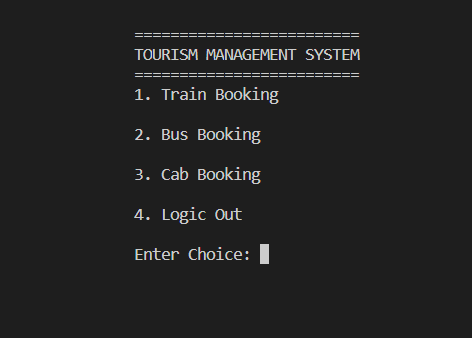 =========================
TOURISM MANAGEMENT SYSTEM
=========================
1. Train Booking
2. Bus Booking
3. Cab Booking
4. Logic Out
Enter Choice: